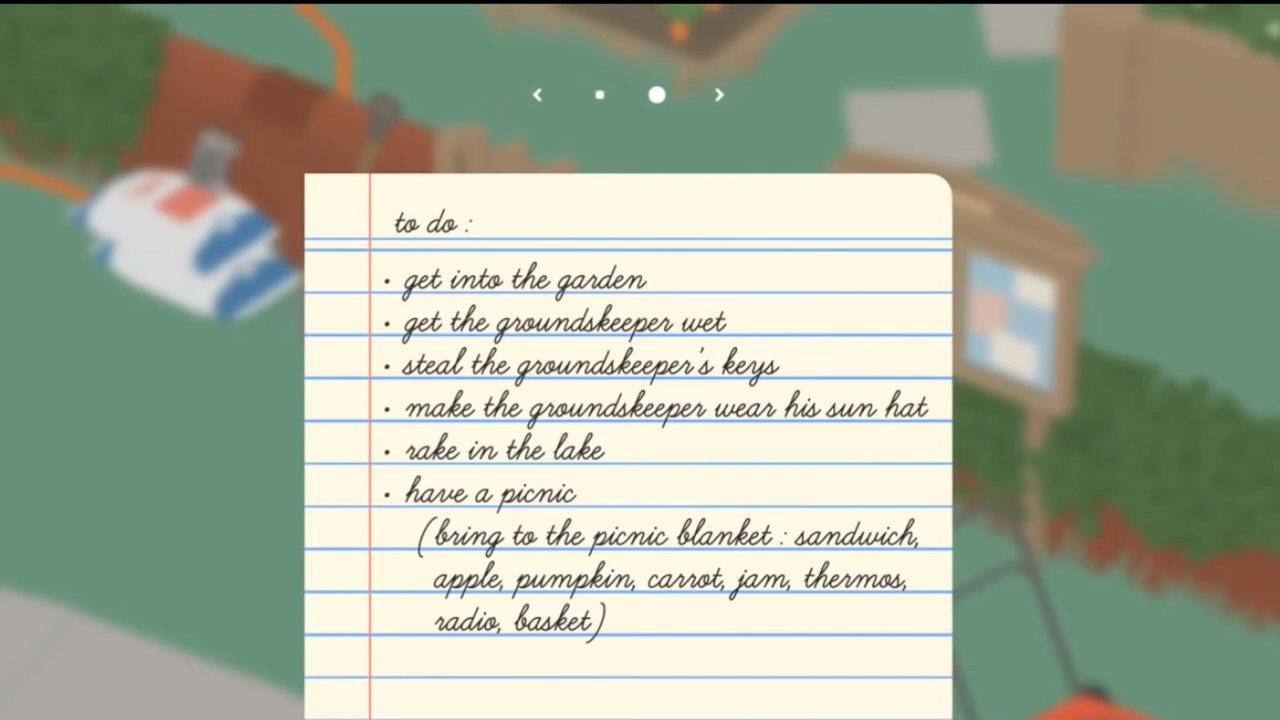 to do :
• get into the garden
• get the groundskeeper wet
• steal the groundskeeper's keys
• make the groundskeeper wear his sun hat
• rake in the lake
• have a picnic
(bring to the picnic blanket : sandwich,
apple, pumpkin, carrot, jam, thermos,
radio, basket)